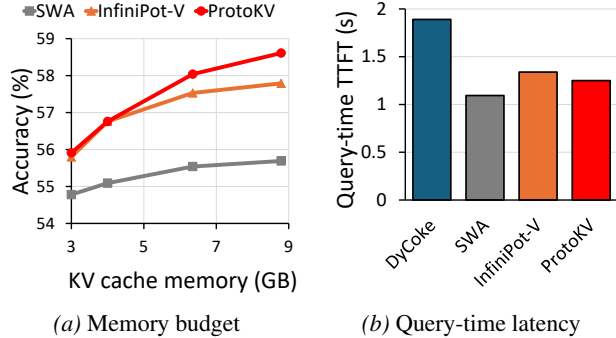 SWA InfiniPot-V ProtoKV
Accuracy (%)
59
58
57
56
55
54
3 5 7 9
KV cache memory (GB)
(a) Memory budget
Query-time TTFT (s)
2
1.5
1
0.5
0
DyCoke SWA InfiniPot-V ProtoKV
(b) Query-time latency